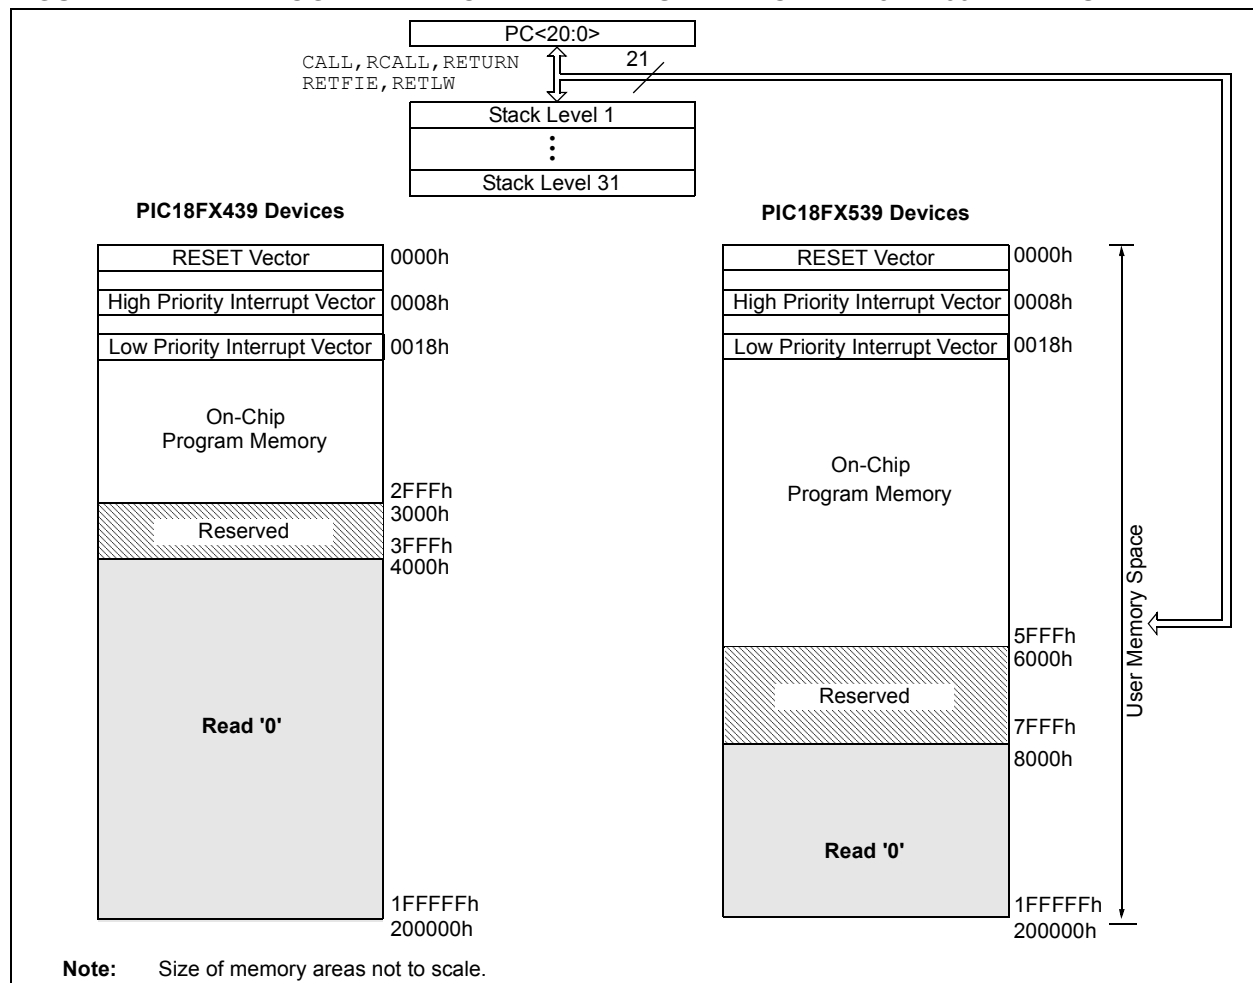 PC<20:0>
CALL,RCALL,RETURN
RETFIE,RETLW
21
Stack Level 1
Stack Level 31
PIC18FX439 Devices
RESET Vector
0000h
High Priority Interrupt Vector
0008h
Low Priority Interrupt Vector
0018h
On-Chip
Program Memory
2FFFh
3000h
Reserved
3FFFh
4000h
Read '0'
1FFFFFh
200000h
PIC18FX539 Devices
RESET Vector
0000h
High Priority Interrupt Vector
0008h
Low Priority Interrupt Vector
0018h
On-Chip
Program Memory
5FFFh
6000h
Reserved
7FFFh
8000h
Read '0'
1FFFFFh
200000h
User Memory Space
Note: Size of memory areas not to scale.